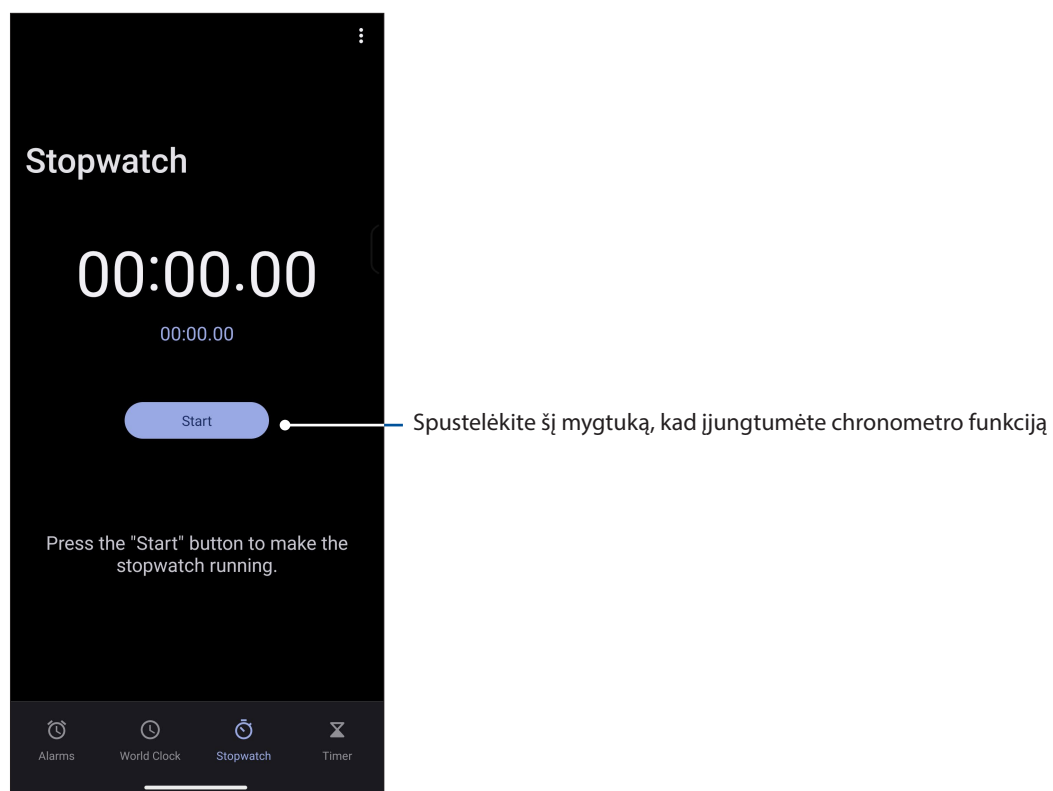 Stopwatch
00:00.00
00:00.00
Start
Spustelėkite šį mygtuką, kad įjungtumėte chronometro funkciją
Press the "Start" button to make the
stopwatch running.
Alarms
World Clock
Stopwatch
Timer